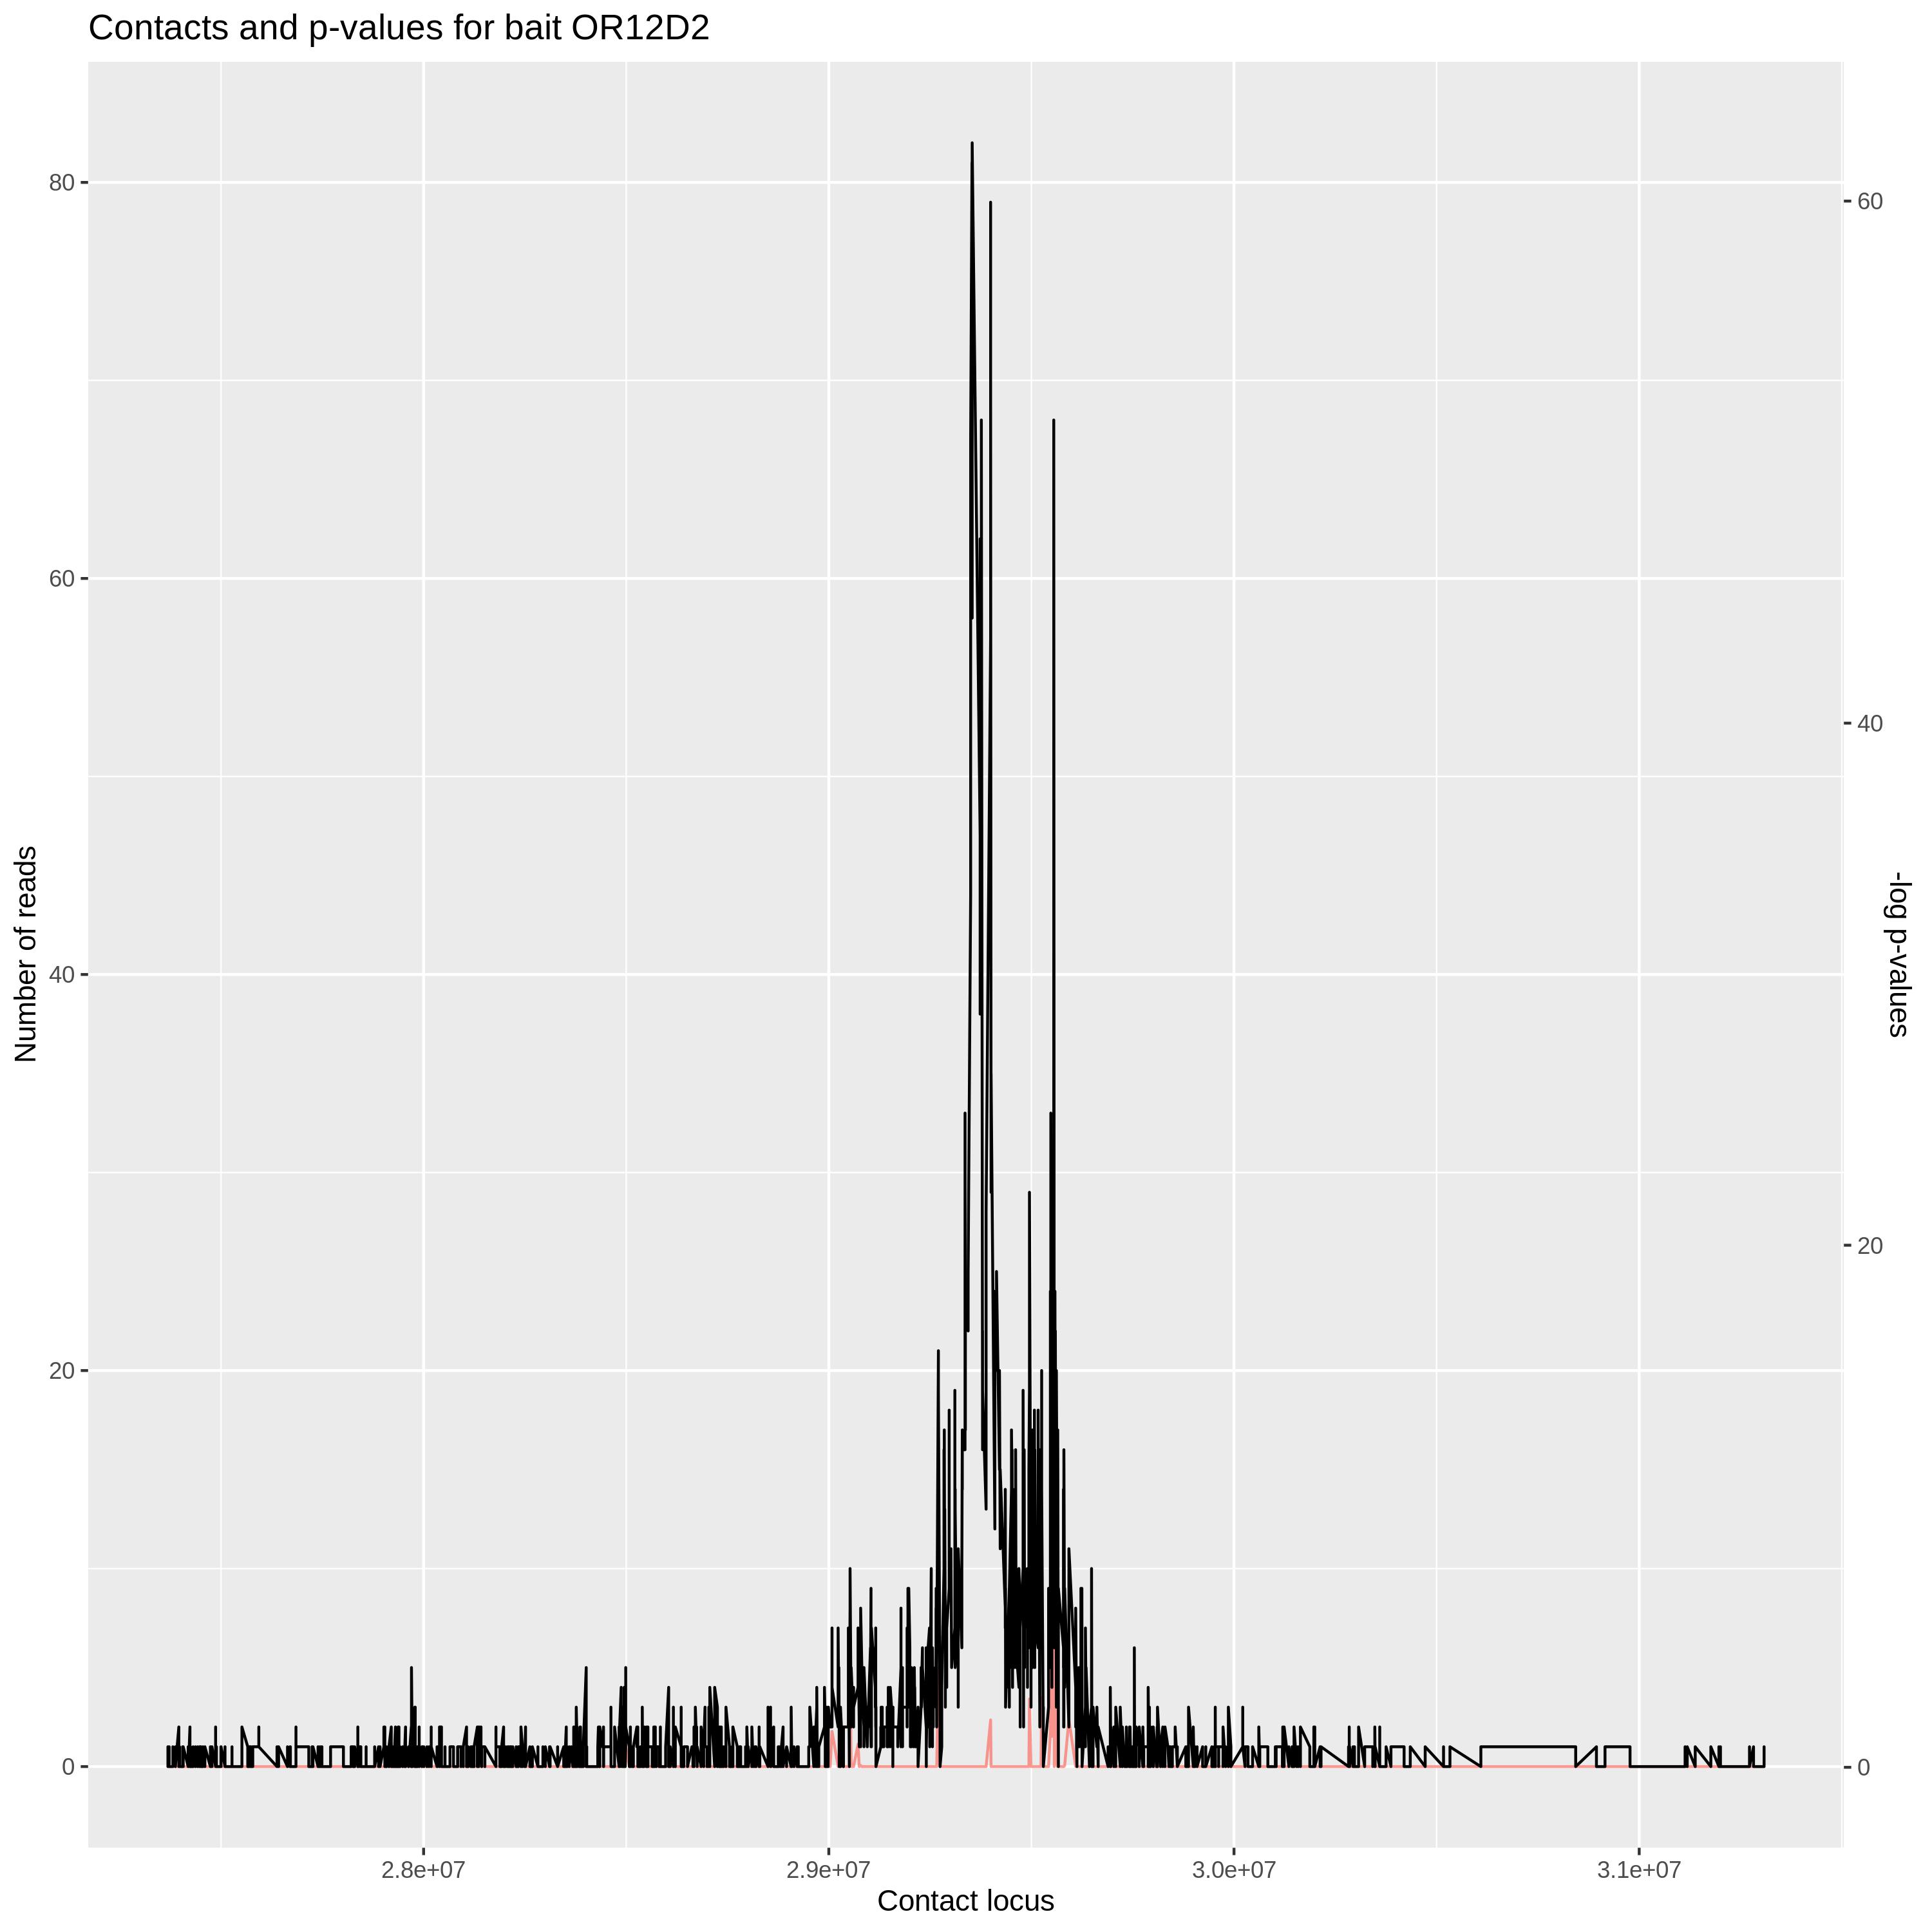 Contacts and p-values for bait OR12D2
80
60
40
20
0
Number of reads
60
40
20
0
-log p-values
2.8e+07 2.9e+07 3.0e+07 3.1e+07
Contact locus